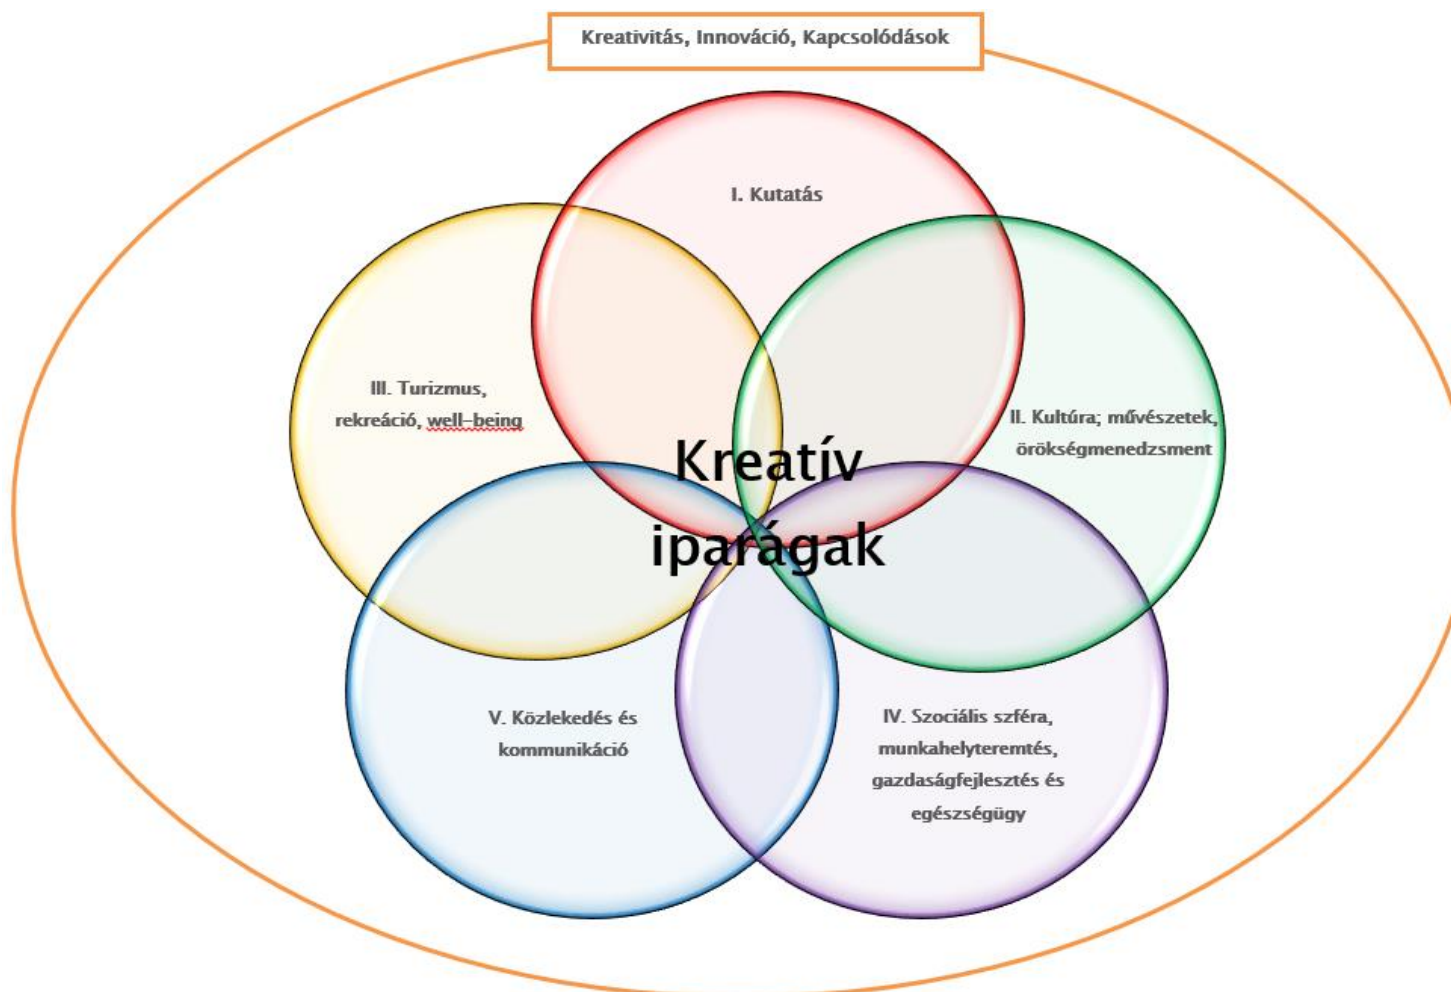 Kreativitás, Innováció, Kapcsolódások
I. Kutatás
III. Turizmus,
rekreáció, well-being
II. Kultúra; művészetek,
örökségmenedzsment
Kreatív
iparágak
V. Közlekedés és
kommunikáció
IV. Szociális szféra,
munkahelyteremtés,
gazdaságfejlesztés és
egészségügy